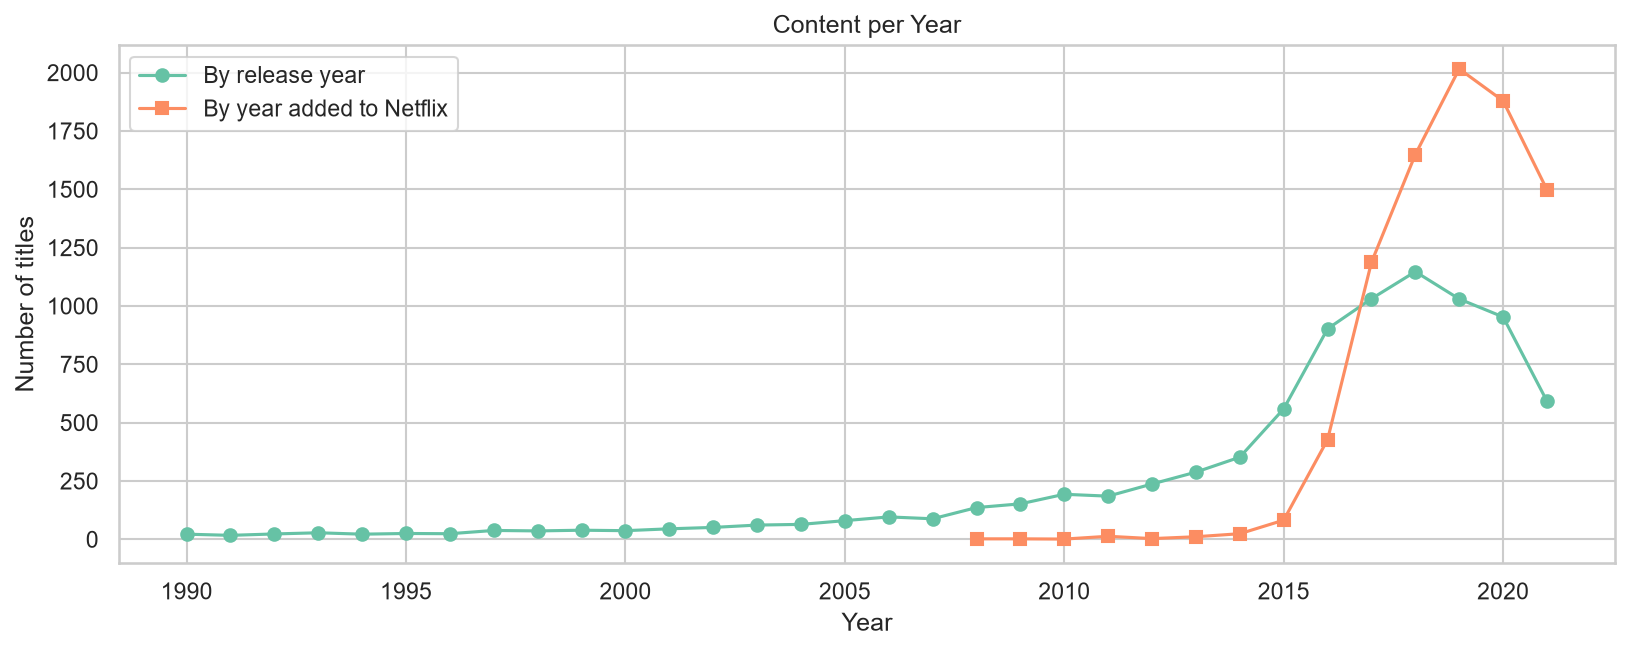 Content per Year
By release year
By year added to Netflix
Number of titles
2000
1750
1500
1250
1000
750
500
250
0
1990 1995 2000 2005 2010 2015 2020
Year